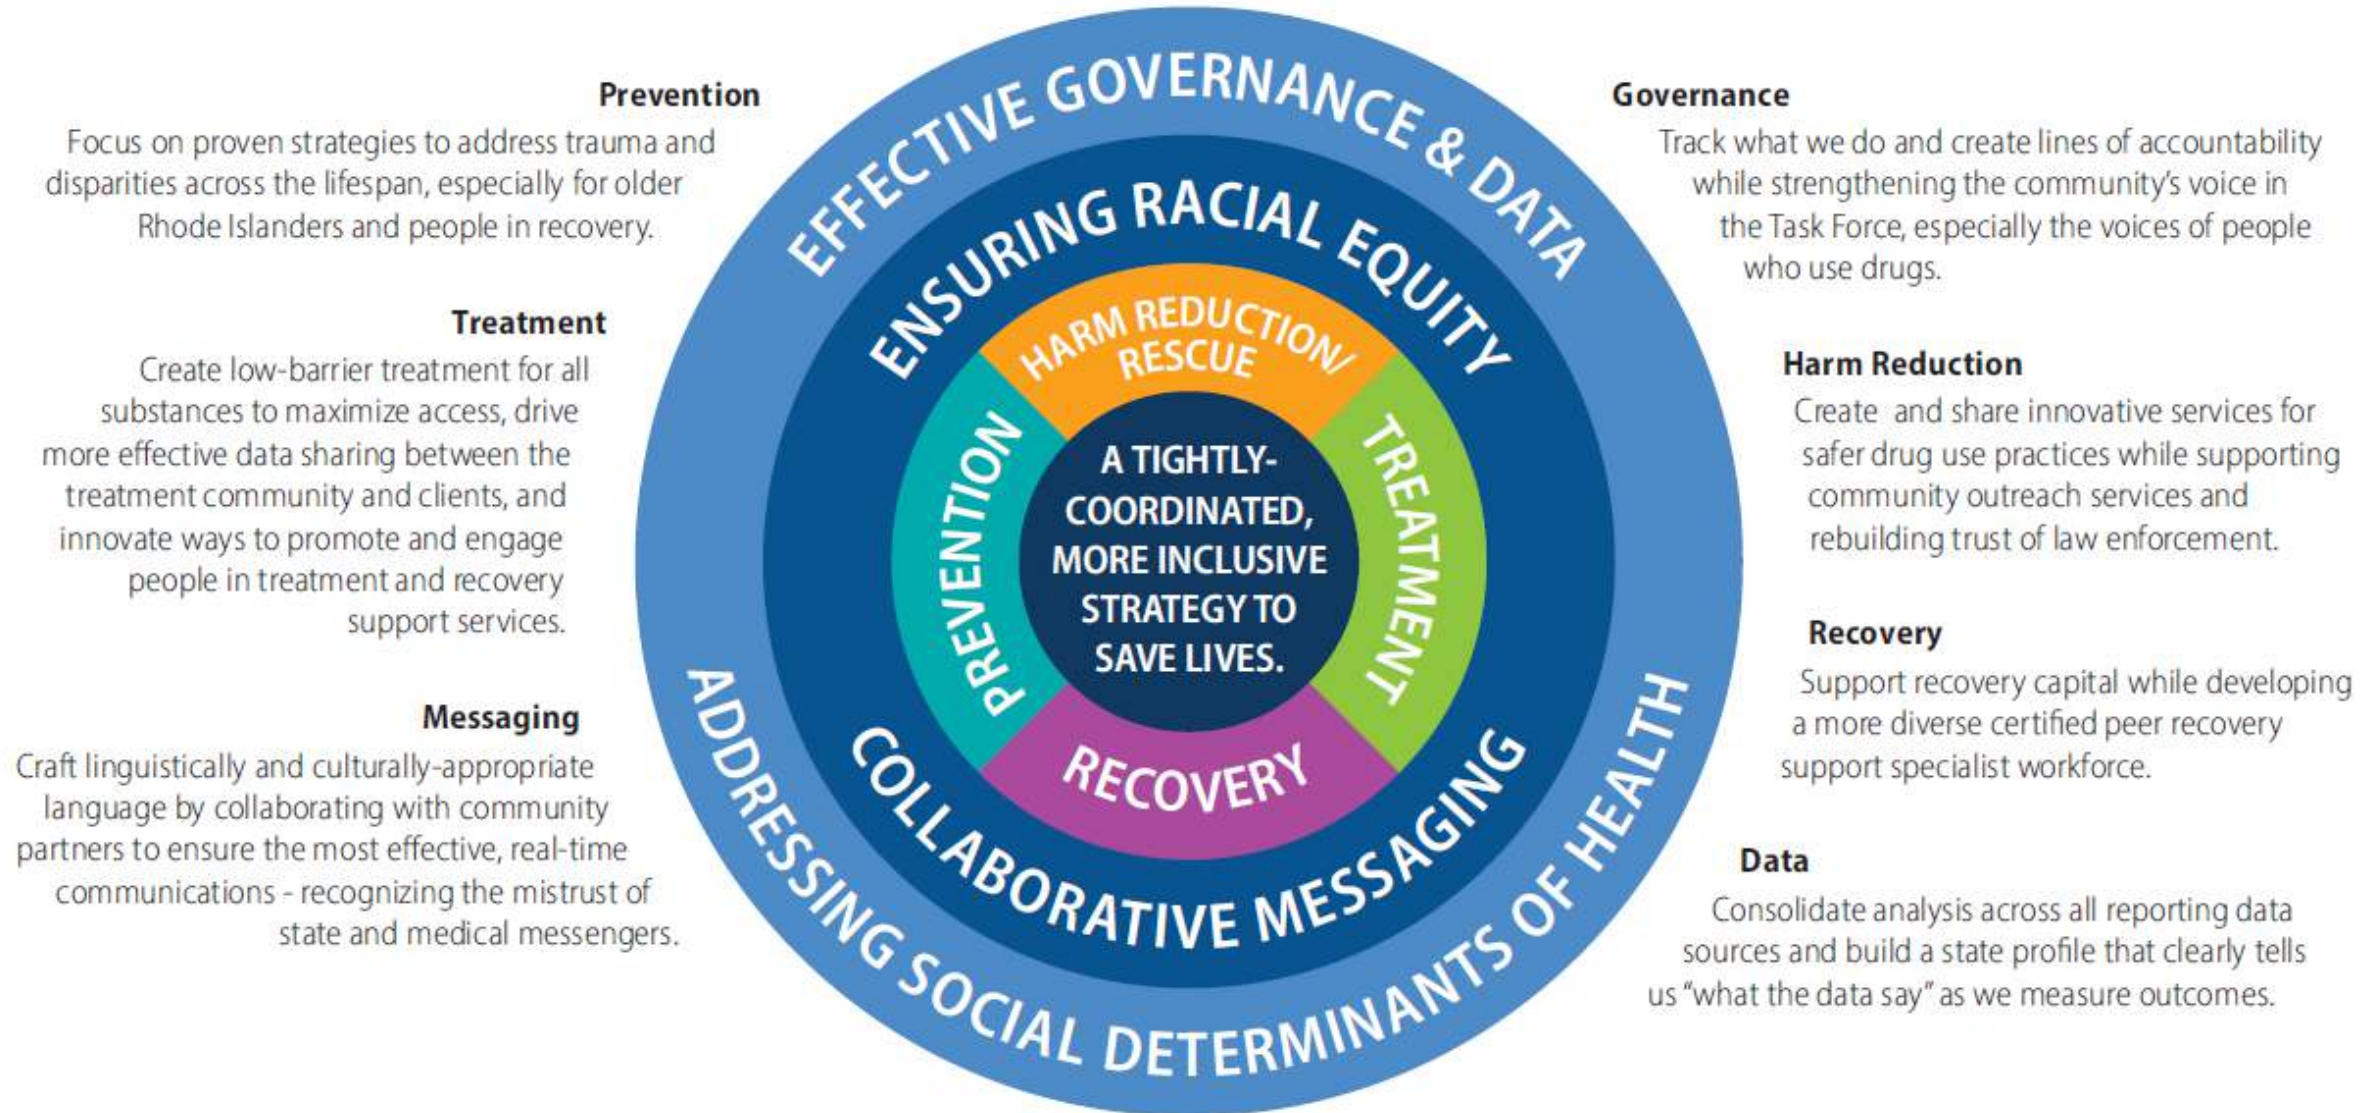 Prevention
Focus on proven strategies to address trauma and
disparities across the lifespan, especially for older
Rhode Islanders and people in recovery.
Treatment
Create low-barrier treatment for all
substances to maximize access, drive
more effective data sharing between the
treatment community and clients, and
innovate ways to promote and engage
people in treatment and recovery
support services.
Messaging
Craft linguistically and culturally-appropriate
language by collaborating with community
partners to ensure the most effective, real-time
communications - recognizing the mistrust of
state and medical messengers.
EFFECTIVE GOVERNANCE & DATA
ENSURING RACIAL EQUITY
HARM REDUCTION/
RESCUE
PREVENTION
A TIGHTLY-
COORDINATED,
MORE INCLUSIVE
STRATEGY TO
SAVE LIVES.
TREATMENT
RECOVERY
COLLABORATIVE MESSAGING
ADDRESSING SOCIAL DETERMINANTS OF HEALTH
Governance
Track what we do and create lines of accountability
while strengthening the community's voice in
the Task Force, especially the voices of people
who use drugs.
Harm Reduction
Create and share innovative services for
safer drug use practices while supporting
community outreach services and
rebuilding trust of law enforcement.
Recovery
Support recovery capital while developing
a more diverse certified peer recovery
support specialist workforce.
Data
Consolidate analysis across all reporting data
sources and build a state profile that clearly tells
us “what the data say” as we measure outcomes.